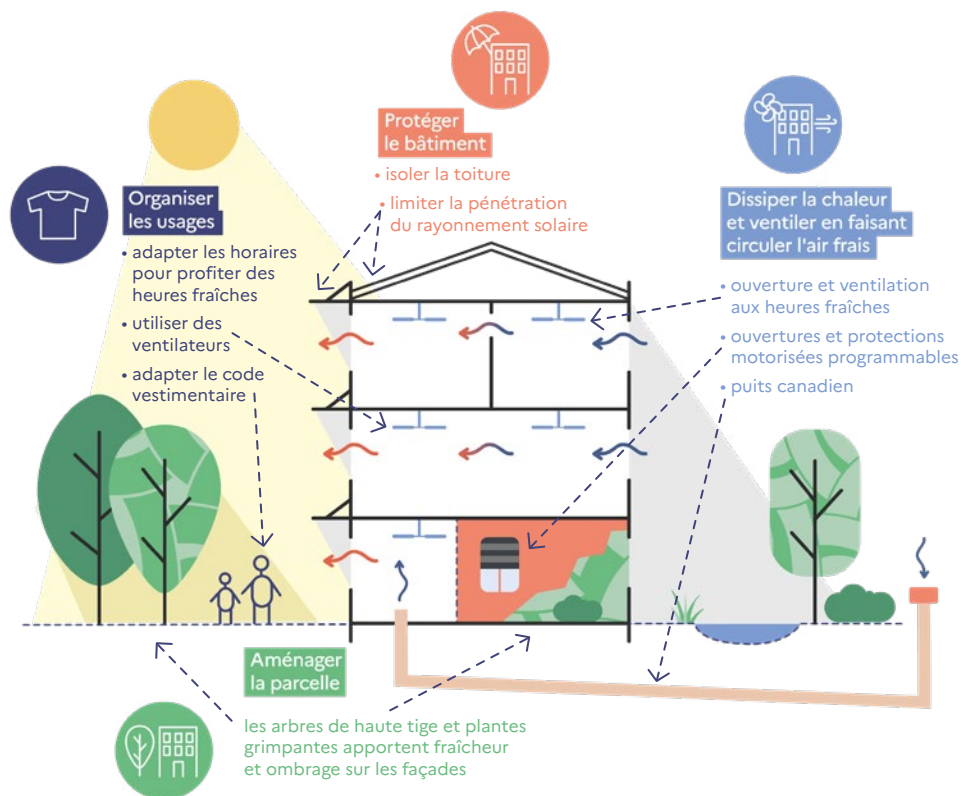 Protéger
le bâtiment
• isoler la toiture
• limiter la pénétration
du rayonnement solaire
Organiser
les usages
• adapter les horaires
pour profiter des
heures fraîches
• utiliser des
ventilateurs
• adapter le code
vestimentaire
Dissiper la chaleur
et ventiler en faisant
circuler l'air frais
• ouverture et ventilation
aux heures fraîches
• ouvertures et protections
motorisées programmables
• puits canadien
Aménager
la parcelle
les arbres de haute tige et plantes
grimpantes apportent fraîcheur
et ombrage sur les façades